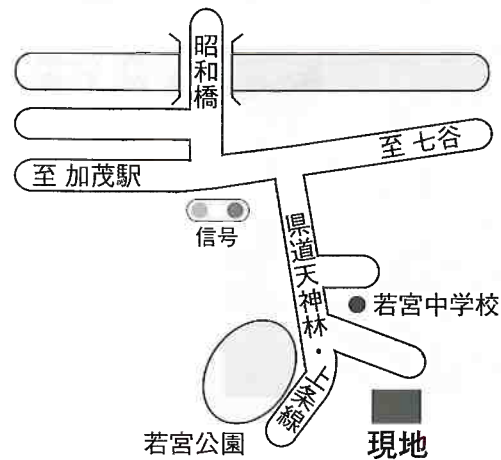 昭和橋
至 七谷
至 加茂駅
信号
県道天神林・上条線
若宮中学校
若宮公園
現地